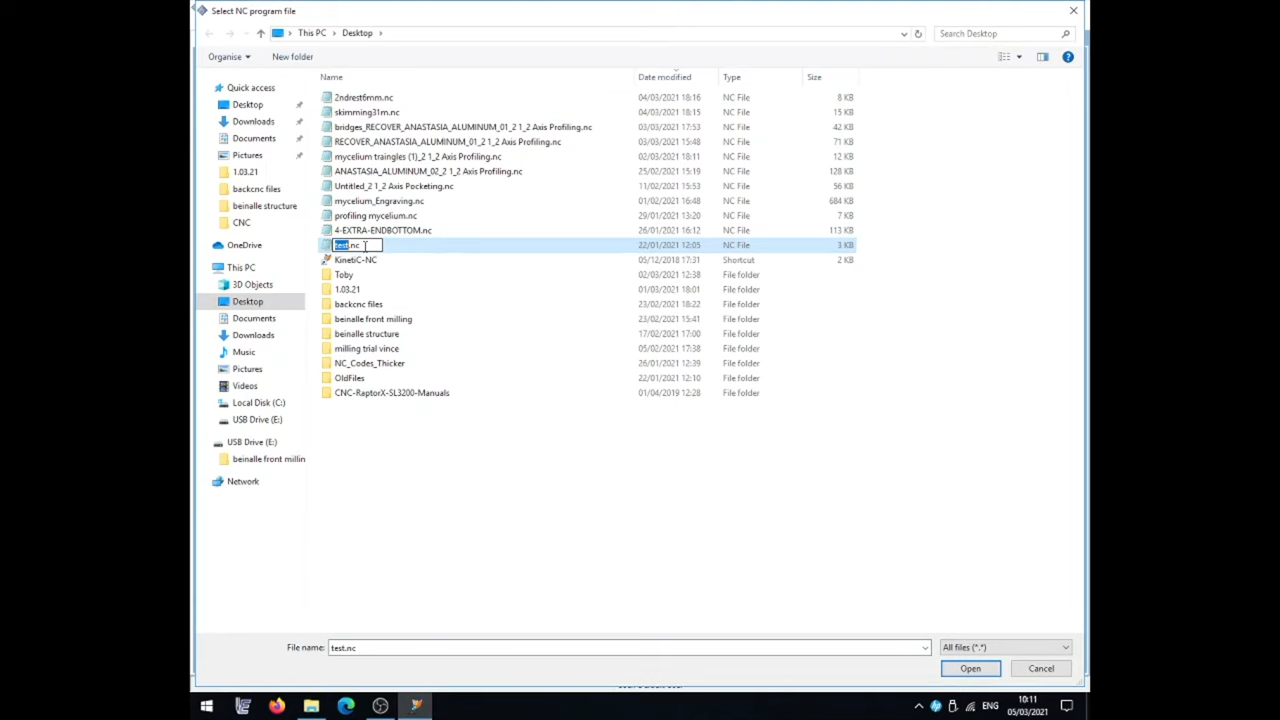 Select NC program file
This PC > Desktop >
Search Desktop
Organise
New folder
Name Date modified Type Size
Quick access
Desktop
Downloads
Documents
Pictures
1.03.21
backcnc files
beinalle structure
CNC
OneDrive
This PC
3D Objects
Desktop
Documents
Downloads
Music
Pictures
Videos
Local Disk (C:)
USB Drive (E:)
USB Drive (E:)
beinalle front millin
Network
2ndrest6mm.nc 04/03/2021 18:16 NC File 8 KB
skimming31m.nc 04/03/2021 18:15 NC File 15 KB
bridges_RECOVER_ANASTASIA_ALUMINUM_01_2 1_2 Axis Profiling.nc 03/03/2021 17:53 NC File 42 KB
RECOVER_ANASTASIA_ALUMINUM_01_2 1_2 Axis Profiling.nc 03/03/2021 15:48 NC File 71 KB
mycelium traingles (1)_2 1_2 Axis Profiling.nc 02/03/2021 18:11 NC File 12 KB
ANASTASIA_ALUMINUM_02_2 1_2 Axis Profiling.nc 25/02/2021 15:19 NC File 128 KB
Untitled_2 1_2 Axis Pocketing.nc 11/02/2021 15:53 NC File 56 KB
mycelium_Engraving.nc 01/02/2021 16:48 NC File 684 KB
profiling mycelium.nc 29/01/2021 13:20 NC File 7 KB
4-EXTRA-ENDBOTTOM.nc 26/01/2021 16:12 NC File 113 KB
test.nc 22/01/2021 12:05 NC File 3 KB
KinetiC-NC 05/12/2018 17:31 Shortcut 2 KB
Toby 02/03/2021 12:38 File folder
1.03.21 01/03/2021 18:01 File folder
backcnc files 23/02/2021 18:22 File folder
beinalle front milling 23/02/2021 15:41 File folder
beinalle structure 17/02/2021 17:00 File folder
milling trial vince 05/02/2021 17:38 File folder
NC_Codes_Thicker 26/01/2021 12:39 File folder
OldFiles 22/01/2021 12:10 File folder
CNC-RaptorX-SL3200-Manuals 01/04/2019 12:28 File folder
File name: test.nc
All files (*.*)
Open
Cancel
ENG
10:11
05/03/2021